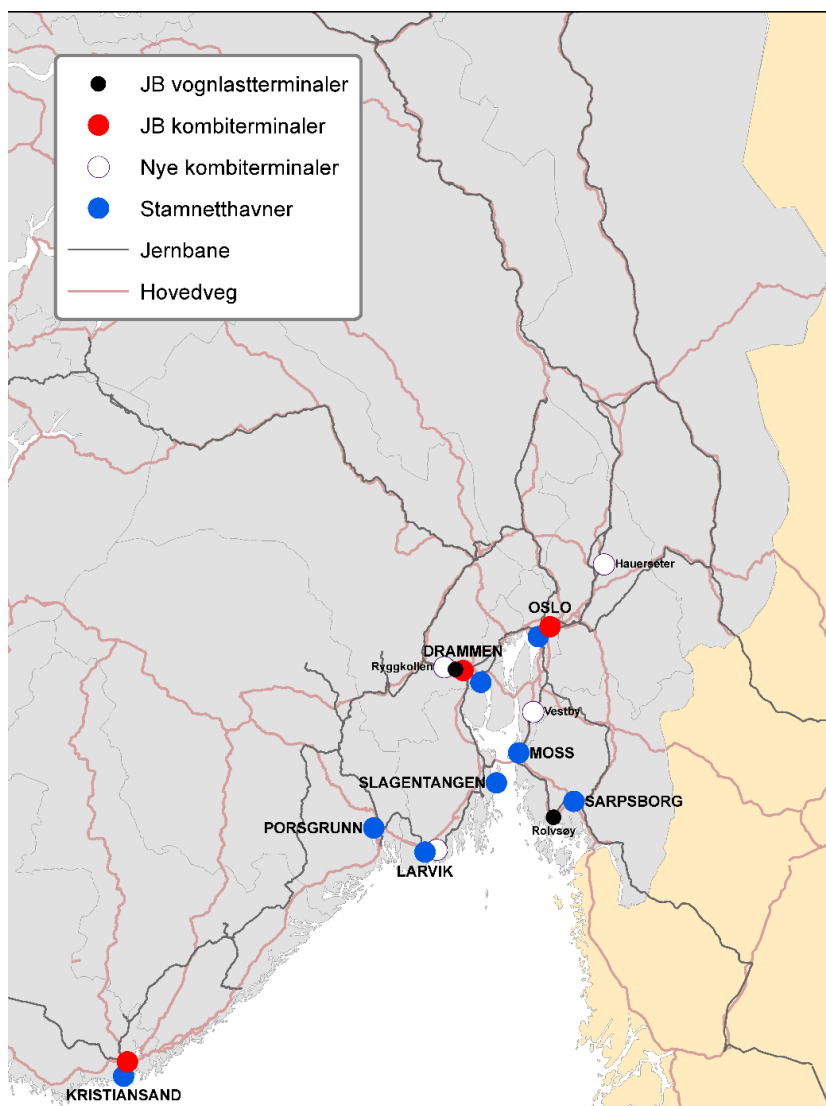 JB vognlastterminaler
JB kombiterminaler
Nye kombiterminaler
Stamnetthavner
Jernbane
Hovedveg
Hauerseter
OSLO
DRAMMEN
Ryggkollen
Vestby
MOSS
SLAGENTANGEN
SARPSBORG
PORSGRUNN
Rolvsøy
LARVIK
KRISTIANSAND